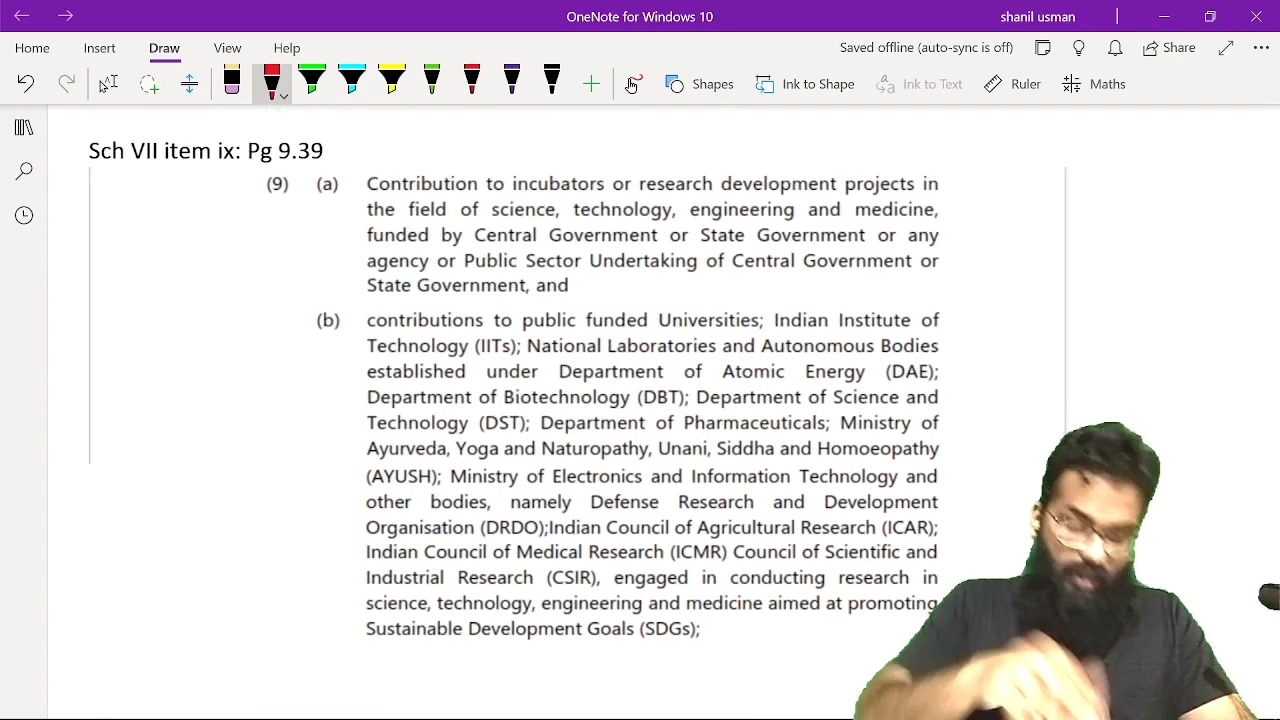 OneNote for Windows 10
shanil usman
Home Insert Draw View Help
Saved offline (auto-sync is off)
Share
Shapes
Ink to Shape
Ink to Text
Ruler
Maths
Sch VII item ix: Pg 9.39
(9) (a) Contribution to incubators or research development projects in
the field of science, technology, engineering and medicine,
funded by Central Government or State Government or any
agency or Public Sector Undertaking of Central Government or
State Government, and
(b) contributions to public funded Universities; Indian Institute of
Technology (IITs); National Laboratories and Autonomous Bodies
established under Department of Atomic Energy (DAE);
Department of Biotechnology (DBT); Department of Science and
Technology (DST); Department of Pharmaceuticals; Ministry of
Ayurveda, Yoga and Naturopathy, Unani, Siddha and Homoeopathy
(AYUSH); Ministry of Electronics and Information Technology and
other bodies, namely Defense Research and Development
Organisation (DRDO);Indian Council of Agricultural Research (ICAR);
Indian Council of Medical Research (ICMR) Council of Scientific and
Industrial Research (CSIR), engaged in conducting research in
science, technology, engineering and medicine aimed at promoting
Sustainable Development Goals (SDGs);